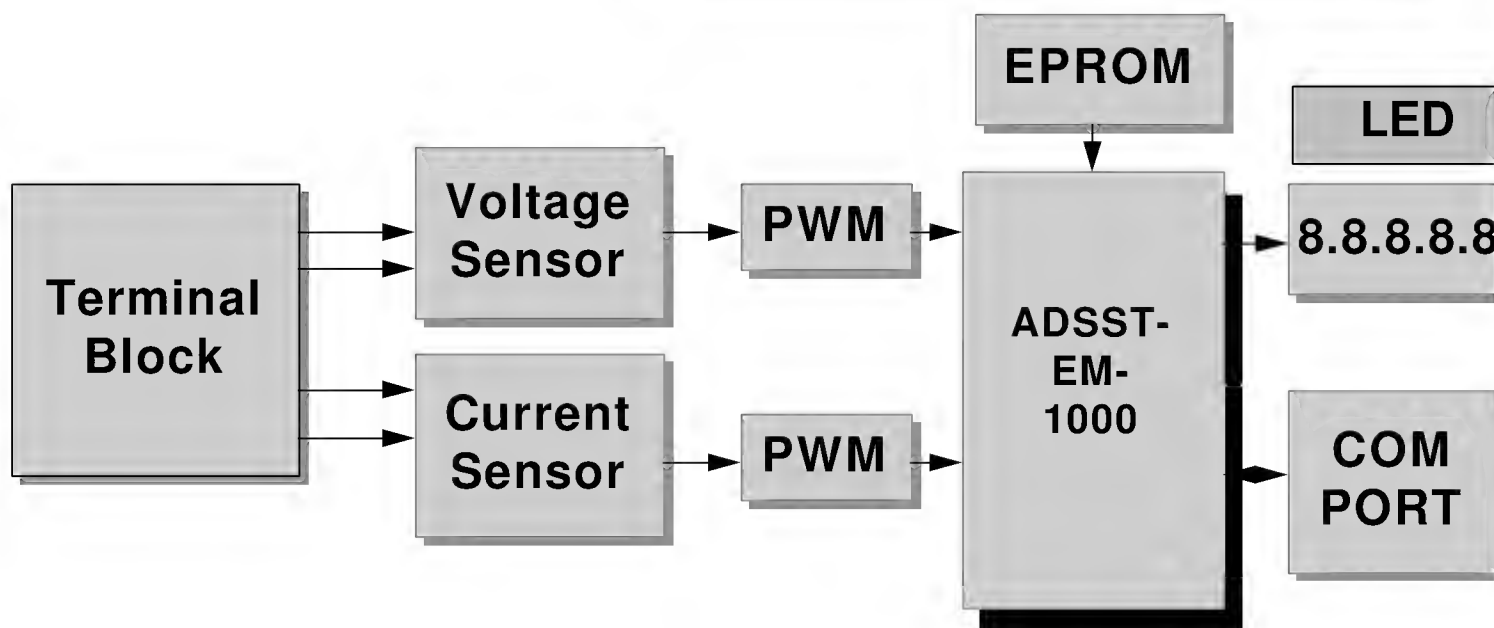 EPROM
LED
Terminal
Block
Voltage
Sensor
PWM
8.8.8.8.8
ADSST-
EM-
1000
Current
Sensor
PWM
COM
PORT